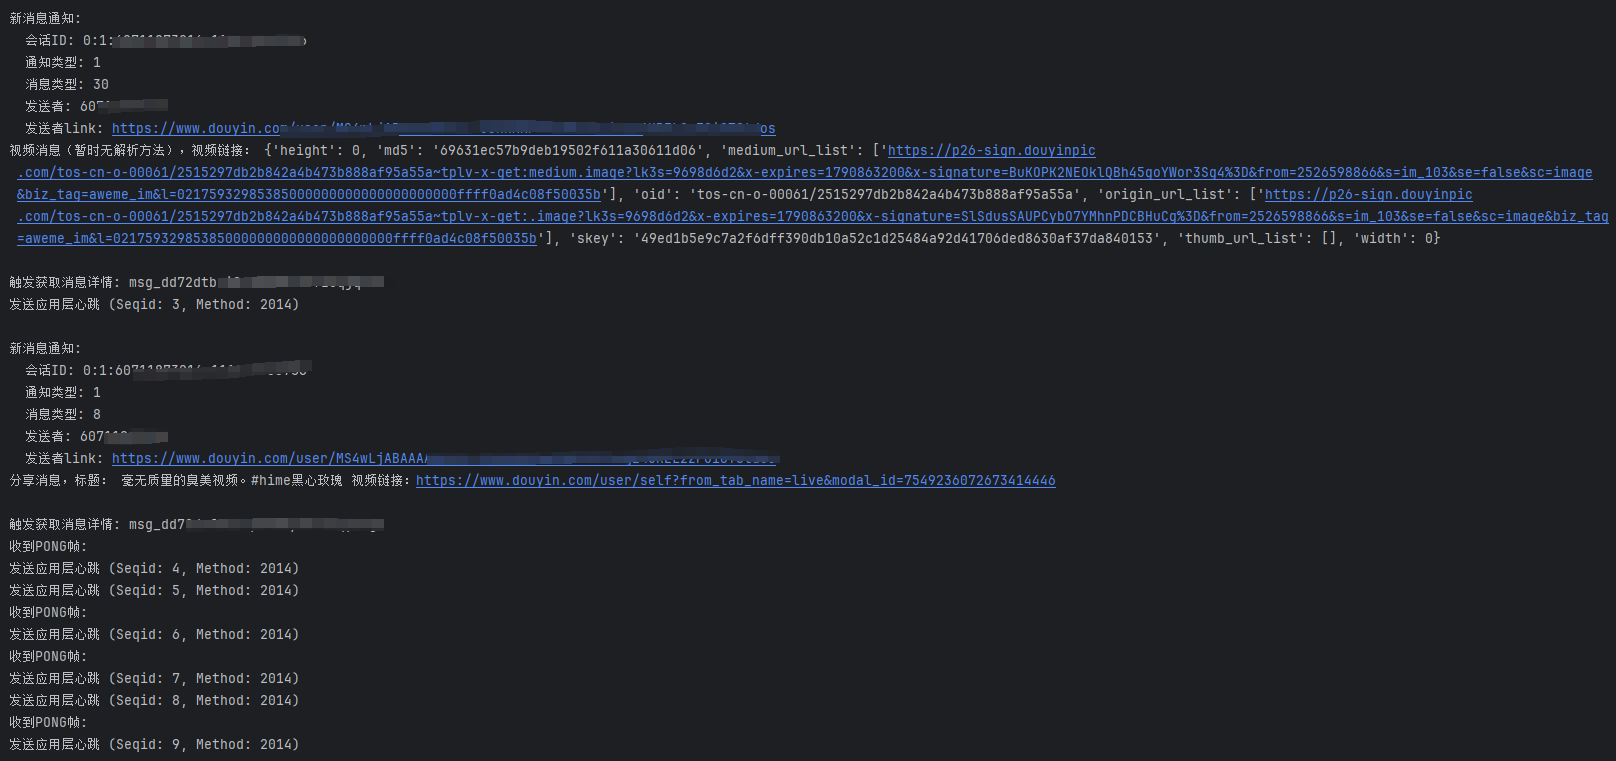 新消息通知:
会话ID: 0:1:
通知类型: 1
消息类型: 30
发送者: 607
发送者link: https://www.douyin.com/user/
视频消息（暂时无解析方法），视频链接： {'height': 0, 'md5': '69631ec57b9deb19502f611a30611d06', 'medium_url_list': ['https://p26-sign.douyinpic
.com/tos-cn-o-00061/2515297db2b842a4b473b888af95a55a~tplv-x-get:medium.image?lk3s=9698d6d2&x-expires=1790863200&x-signature=BuKOPK2NEOklQBh45qoYWor3Sg4%3D&from=2526598866&s=im_103&se=false&sc=image
&biz_tag=aweme_im&l=02175932985385000000000000000000000ffff0ad4c08f50035b'], 'oid': 'tos-cn-o-00061/2515297db2b842a4b473b888af95a55a', 'origin_url_list': ['https://p26-sign.douyinpic
.com/tos-cn-o-00061/2515297db2b842a4b473b888af95a55a~tplv-x-get:.image?lk3s=9698d6d2&x-expires=1790863200&x-signature=SlSdusSAUPCybO7YMhnPDCBHuCg%3D&from=2526598866&s=im_103&se=false&sc=image&biz_tag
=aweme_im&l=02175932985385000000000000000000000ffff0ad4c08f50035b'], 'skey': '49ed1b5e9c7a2f6dff390db10a52c1d25484a92d41706ded8630af37da840153', 'thumb_url_list': [], 'width': 0}
触发获取消息详情: msg_dd72dtb
发送应用层心跳 (Seqid: 3, Method: 2014)
新消息通知:
会话ID: 0:1:607
通知类型: 1
消息类型: 8
发送者: 607
发送者link: https://www.douyin.com/user/MS4wLjABAAAA
分享消息，标题： 毫无质量的臭美视频。#hime黑心玫瑰 视频链接：https://www.douyin.com/user/self?from_tab_name=live&modal_id=7549236072673414446
触发获取消息详情: msg_dd7
收到PONG帧:
发送应用层心跳 (Seqid: 4, Method: 2014)
发送应用层心跳 (Seqid: 5, Method: 2014)
收到PONG帧:
发送应用层心跳 (Seqid: 6, Method: 2014)
收到PONG帧:
发送应用层心跳 (Seqid: 7, Method: 2014)
发送应用层心跳 (Seqid: 8, Method: 2014)
收到PONG帧:
发送应用层心跳 (Seqid: 9, Method: 2014)